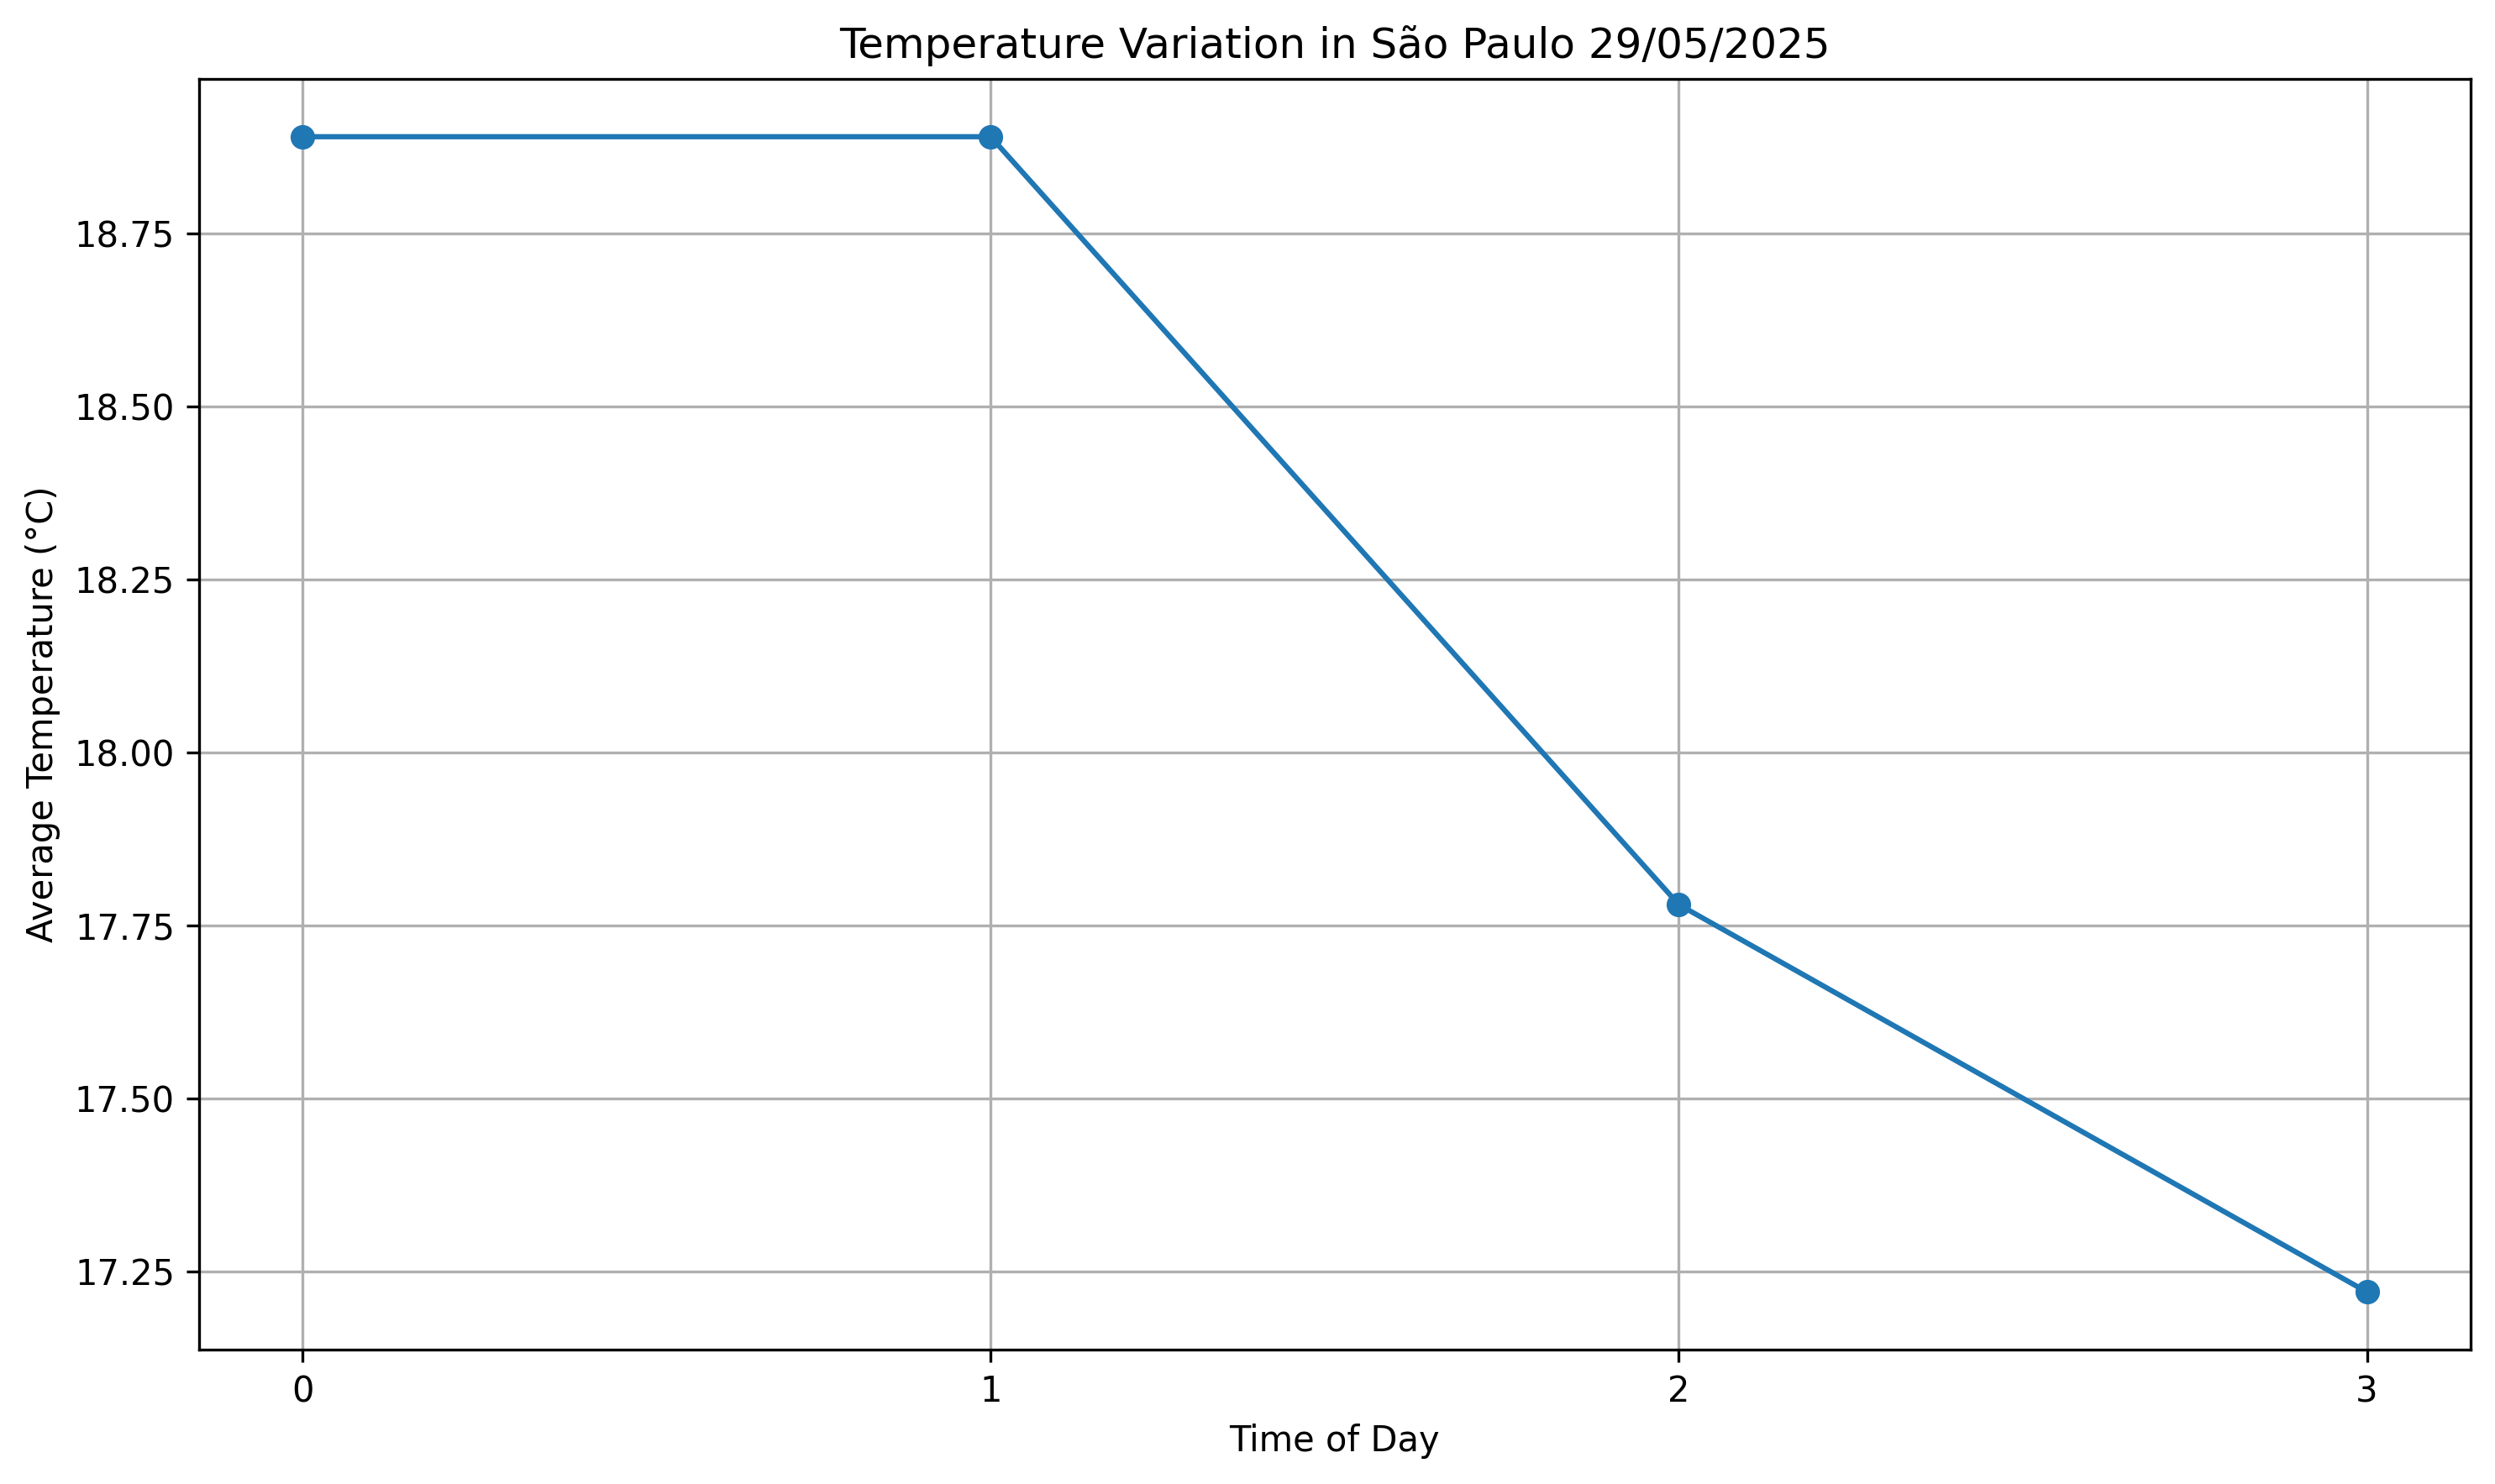 Temperature Variation in São Paulo 29/05/2025
Average Temperature (°C)
18.75
18.50
18.25
18.00
17.75
17.50
17.25
0 1 2 3
Time of Day